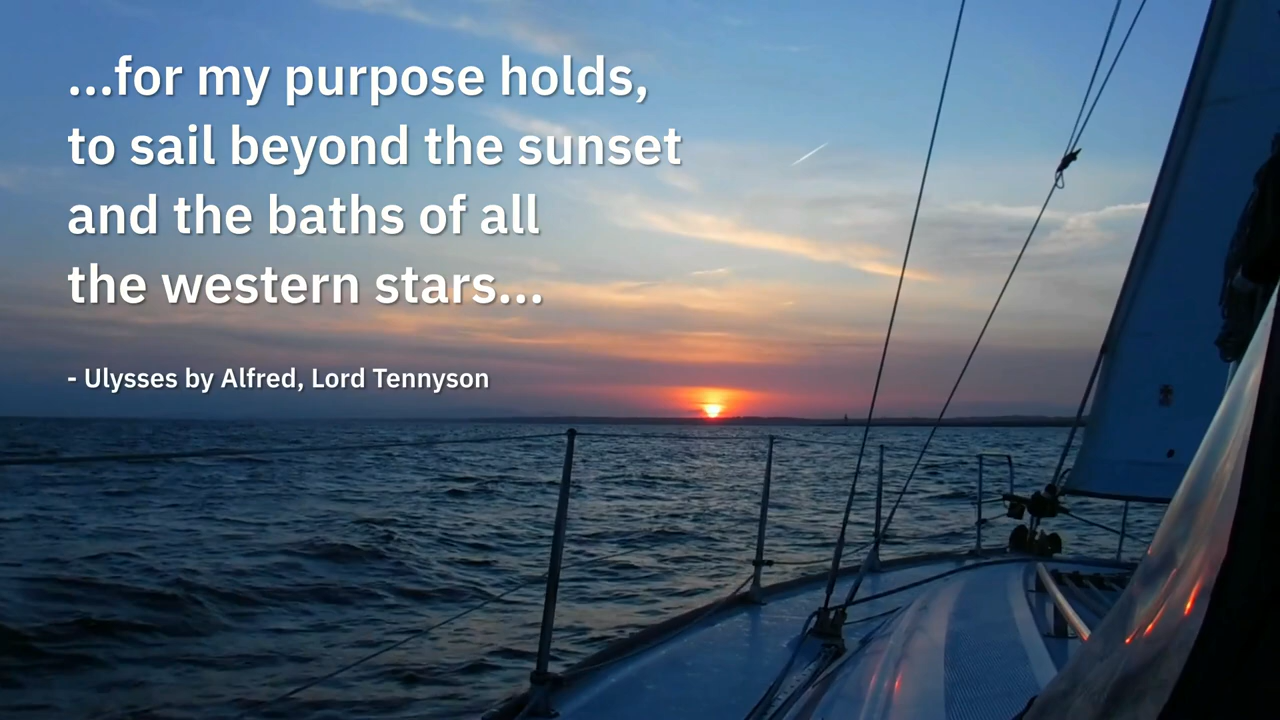 ...for my purpose holds,
to sail beyond the sunset
and the baths of all
the western stars...
- Ulysses by Alfred, Lord Tennyson